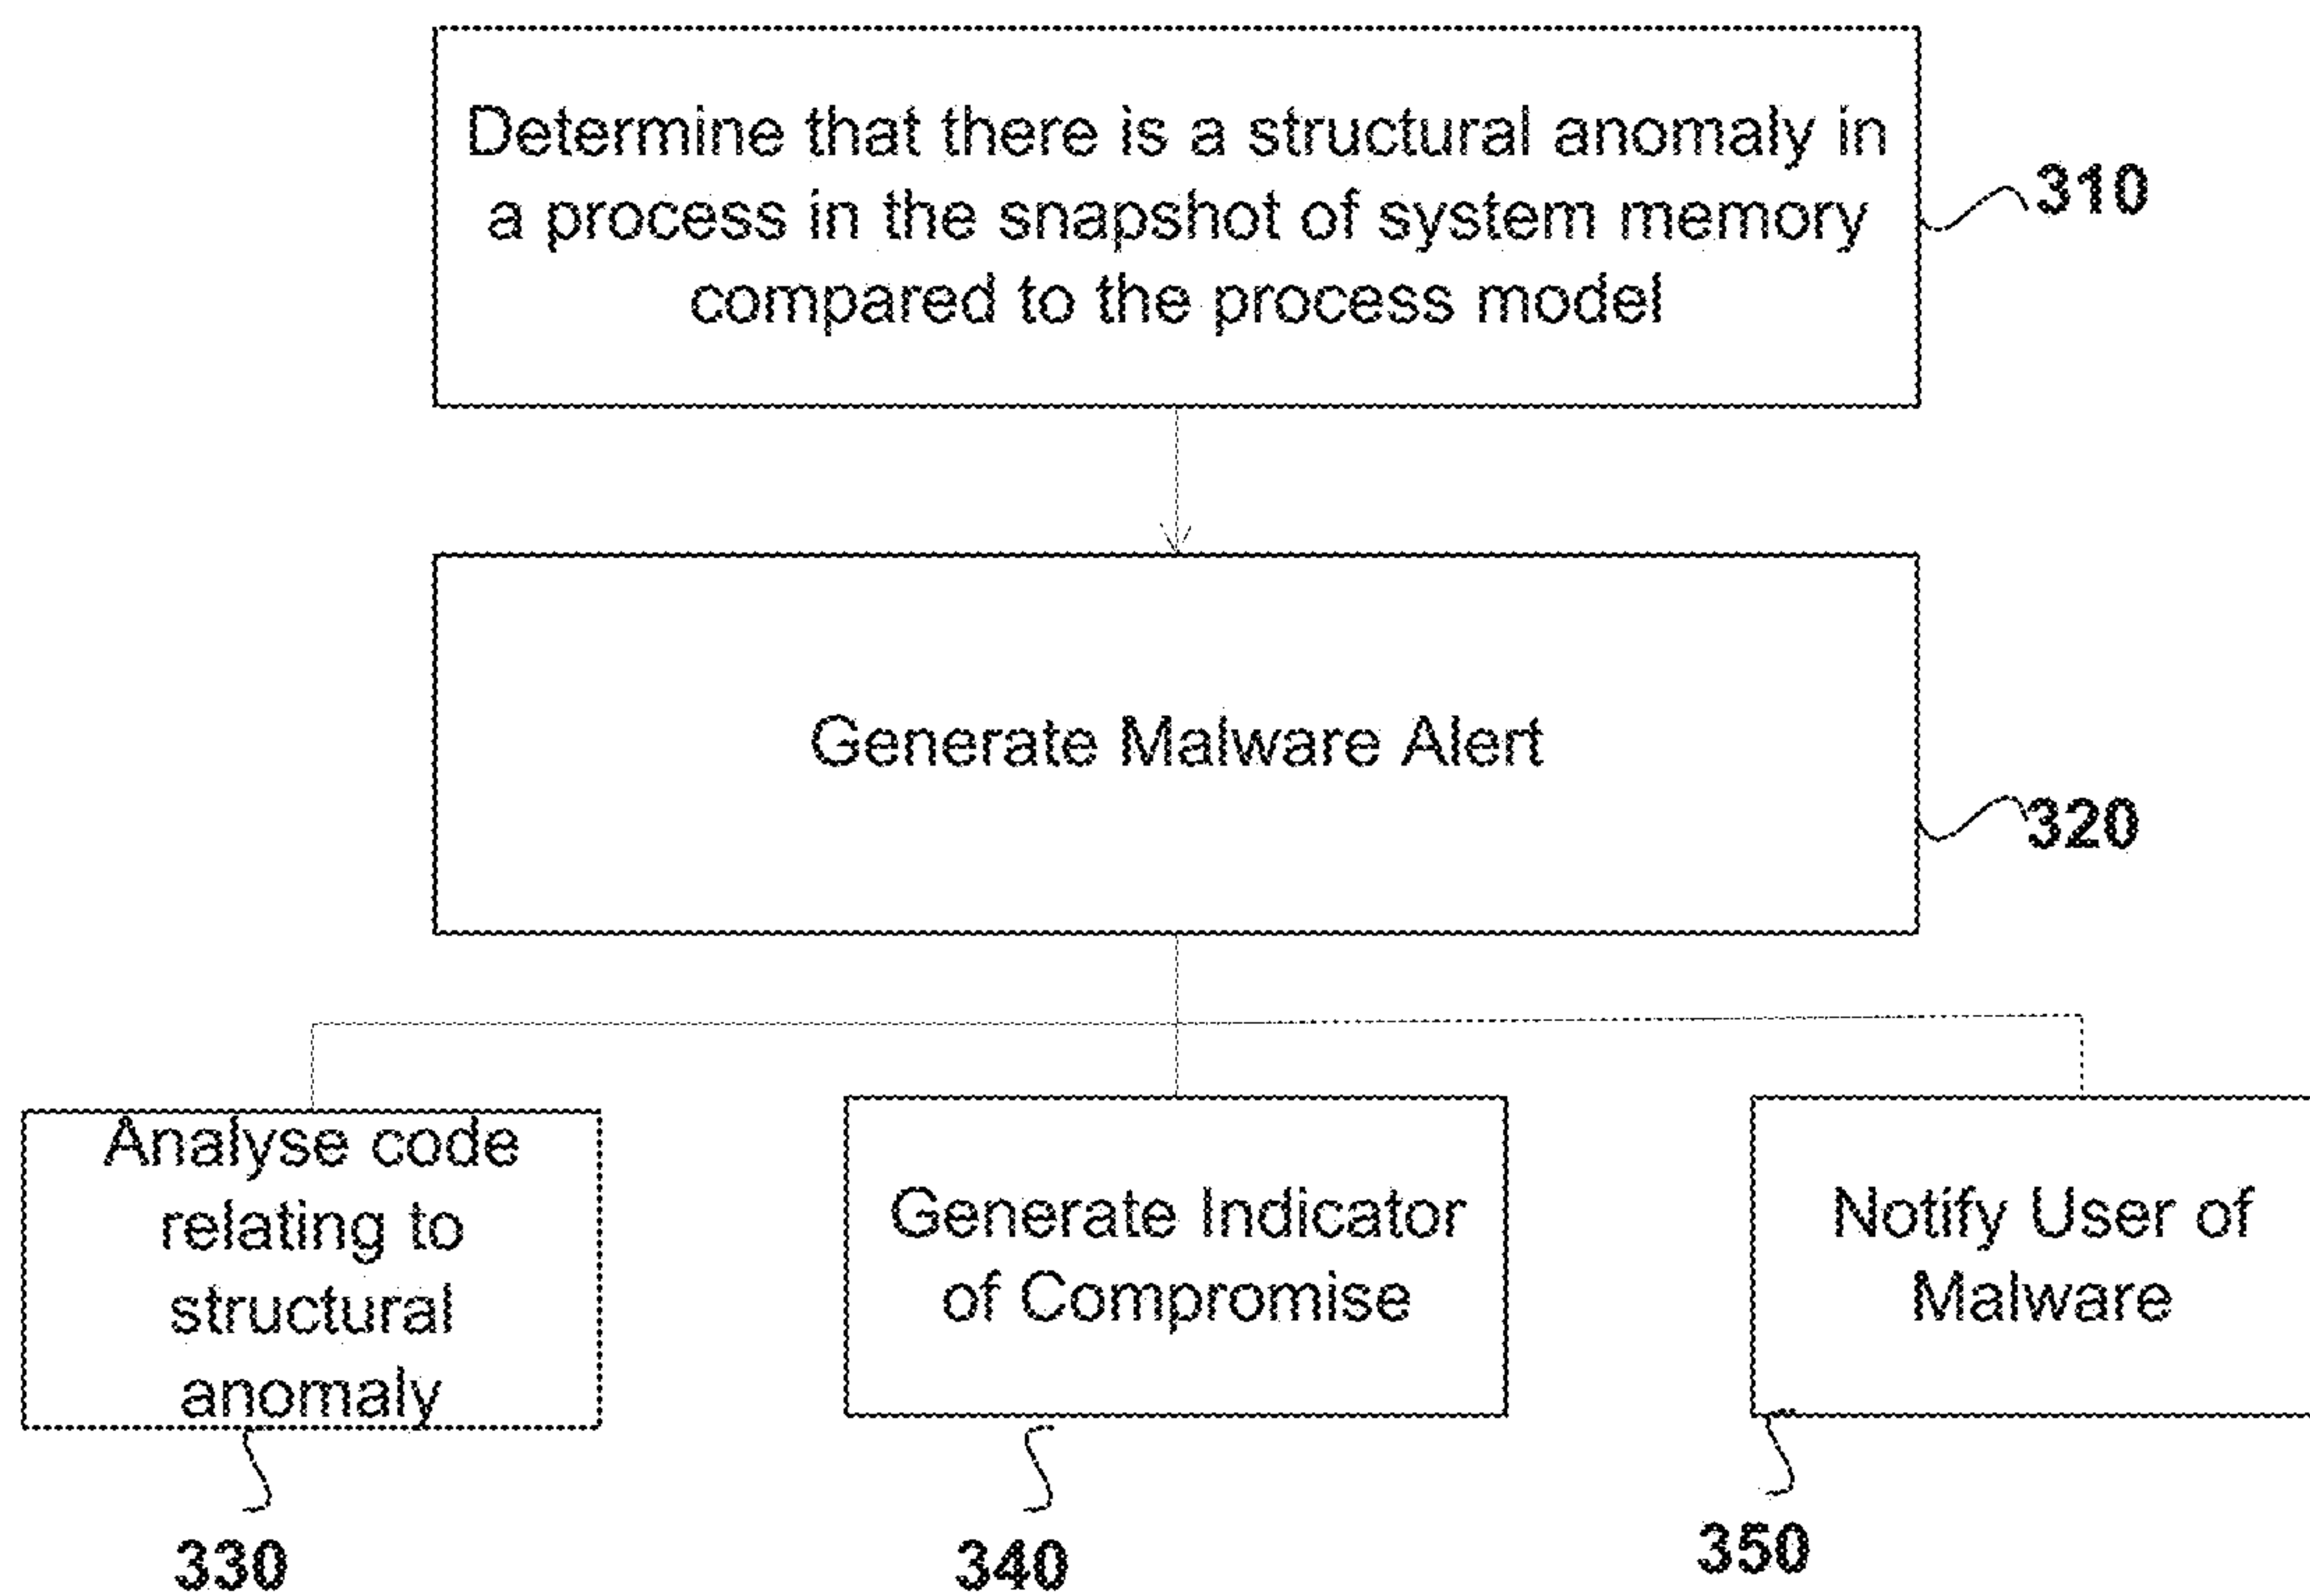 Determine that there is a structural anomaly in
a process in the snapshot of system memory
compared to the process model
310
Generate Malware Alert
320
Analyse code
relating to
structural
anomaly
330
Generate Indicator
of Compromise
340
Notify User of
Malware
350